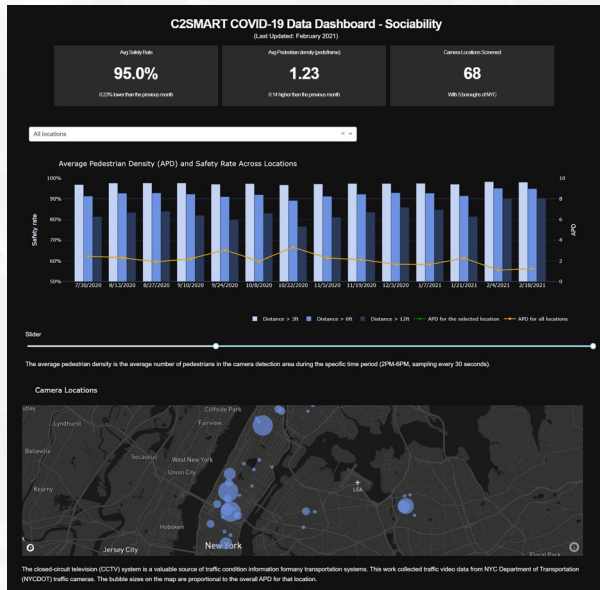 C2SMART COVID-19 Data Dashboard - Sociability
(Last Updated: February 2021)
Avg Safety Rate
95.0%
0.23% lower than the previous month
Avg Pedestrian density (peds/frame)
1.23
0.14 higher than the previous month
Camera Locations Screened
68
With 5 boroughs of NYC
All locations
Average Pedestrian Density (APD) and Safety Rate Across Locations
100%
90%
80%
70%
60%
50%
Safety rate
10
8
6
4
2
0
APD
7/30/2020 8/13/2020 8/27/2020 9/10/2020 9/24/2020 10/8/2020 10/22/2020 11/5/2020 11/19/2020 12/3/2020 1/7/2021 1/21/2021 2/4/2021 2/18/2021
Distance > 3ft Distance > 6ft Distance > 12ft APD for the selected location APD for all locations
Slider
The average pedestrian density is the average number of pedestrians in the camera detection area during the specific time period (2PM-6PM, sampling every 30 seconds).
Camera Locations
utley
Cliffside Park
Lyndhurst
Fairview
Belleville
Secaucus
West New York
Union City
Kearny
LGA
Hoboken
Jersey City
New York
Floral Park
The closed-circuit television (CCTV) system is a valuable source of traffic condition information formany transportation systems. This work collected traffic video data from NYC Department of Transportation
(NYCDOT) traffic cameras. The bubble sizes on the map are proportional to the overall APD for that location.